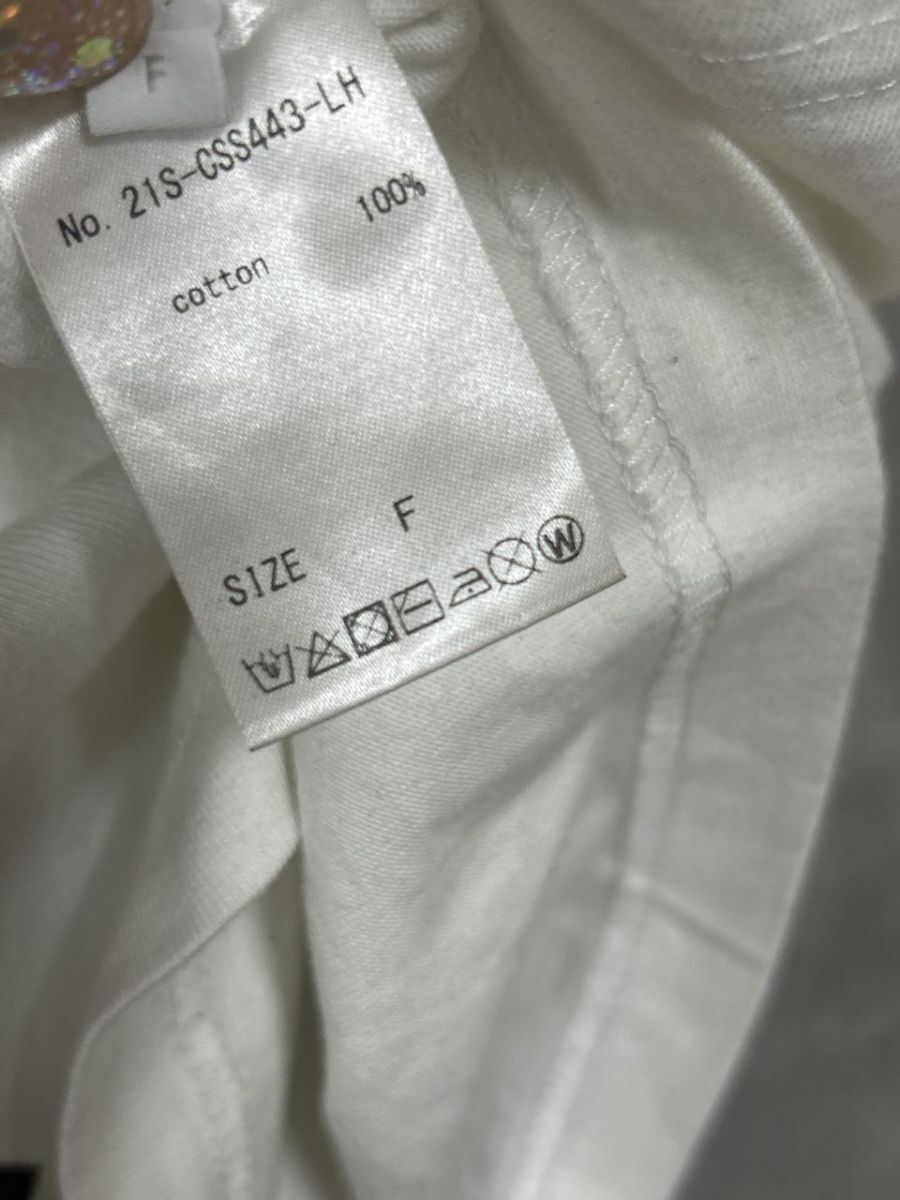 F
No. 21S-CSS443-LH
cotton 100%
SIZE F
W